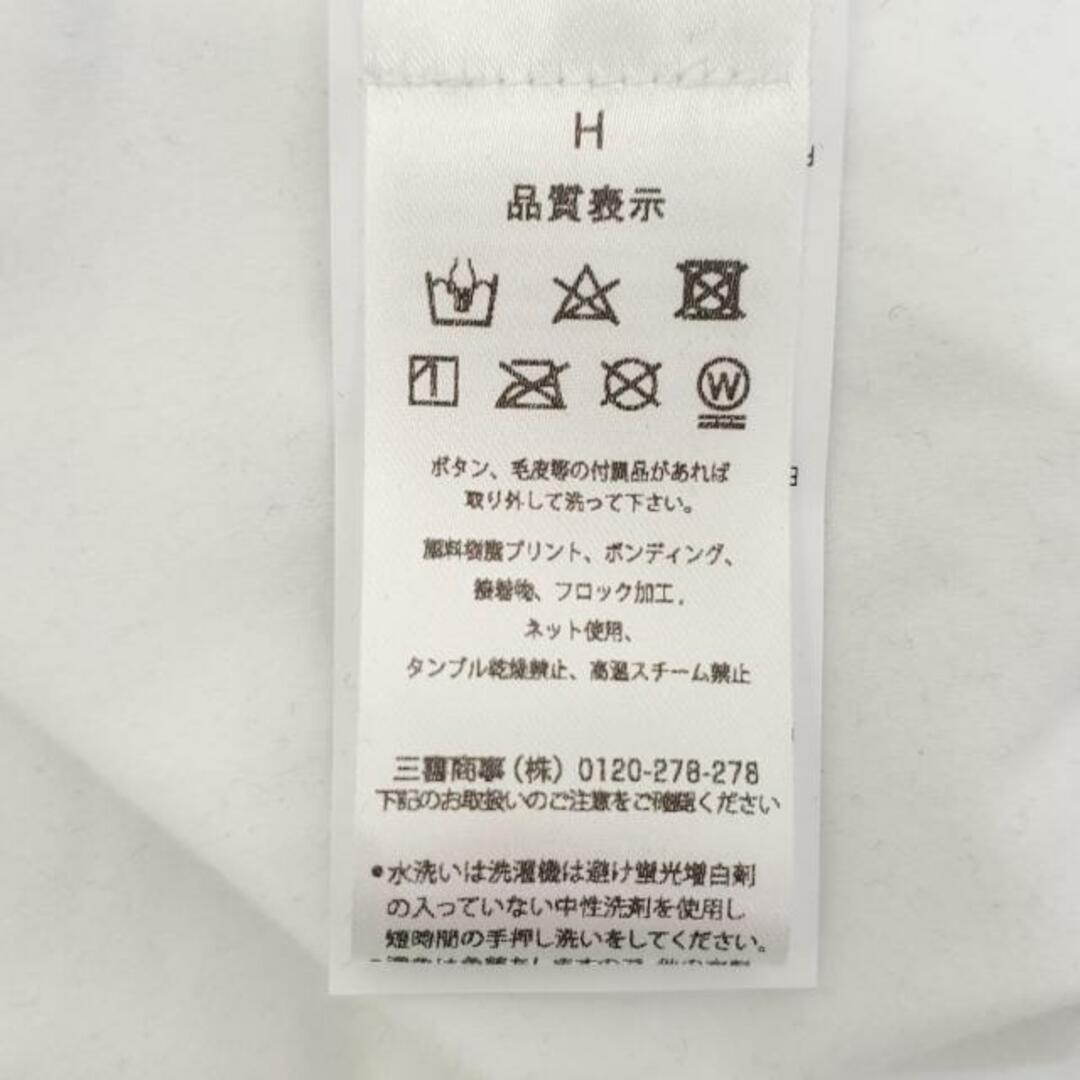 H
品質表示
W
ボタン、毛皮等の付属品があれば
取り外して洗って下さい。
顔料樹脂プリント、ボンディング、
接着物、フロック加工.
ネット使用、
タンブル乾燥禁止、高温スチーム禁止
三喜商事(株) 0120-278-278
下記のお取扱いのご注意をご確認ください
•水洗いは洗濯機は避け蛍光増白剤
の入っていない中性洗剤を使用し
短時間の手押し洗いをしてください。